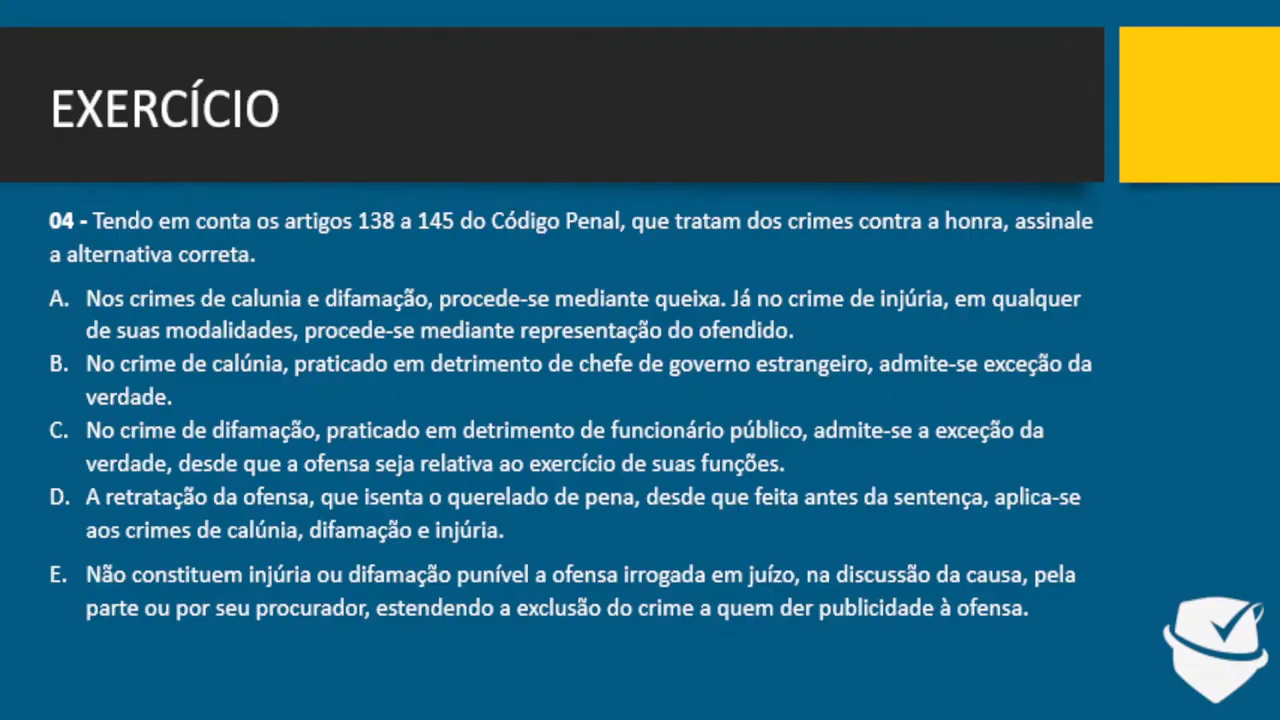 EXERCÍCIO
04 - Tendo em conta os artigos 138 a 145 do Código Penal, que tratam dos crimes contra a honra, assinale
a alternativa correta.
A. Nos crimes de calunia e difamação, procede-se mediante queixa. Já no crime de injúria, em qualquer
de suas modalidades, procede-se mediante representação do ofendido.
B. No crime de calúnia, praticado em detrimento de chefe de governo estrangeiro, admite-se exceção da
verdade.
C. No crime de difamação, praticado em detrimento de funcionário público, admite-se a exceção da
verdade, desde que a ofensa seja relativa ao exercício de suas funções.
D. A retratação da ofensa, que isenta o querelado de pena, desde que feita antes da sentença, aplica-se
aos crimes de calúnia, difamação e injúria.
E. Não constituem injúria ou difamação punível a ofensa irrogada em juízo, na discussão da causa, pela
parte ou por seu procurador, estendendo a exclusão do crime a quem der publicidade à ofensa.